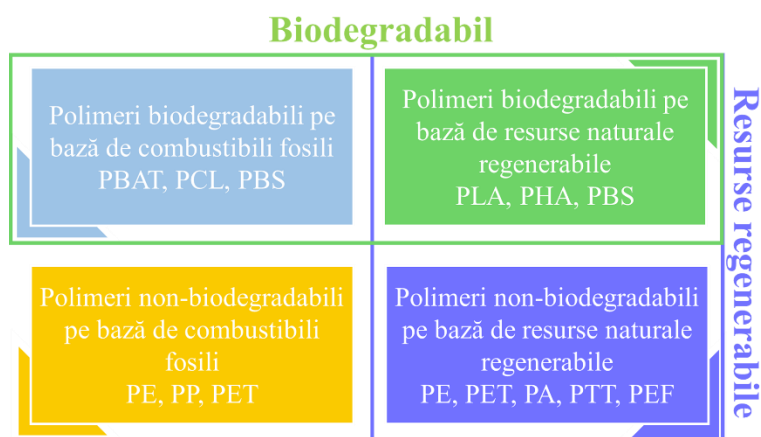 Biodegradabil
Polimeri biodegradabili pe
bază de combustibili fosili
PBAT, PCL, PBS
Polimeri biodegradabili pe
bază de resurse naturale
regenerabile
PLA, PHA, PBS
Resurse regenerabile
Polimeri non-biodegradabili
pe bază de combustibili
fosili
PE, PP, PET
Polimeri non-biodegradabili
pe bază de resurse naturale
regenerabile
PE, PET, PA, PTT, PEF